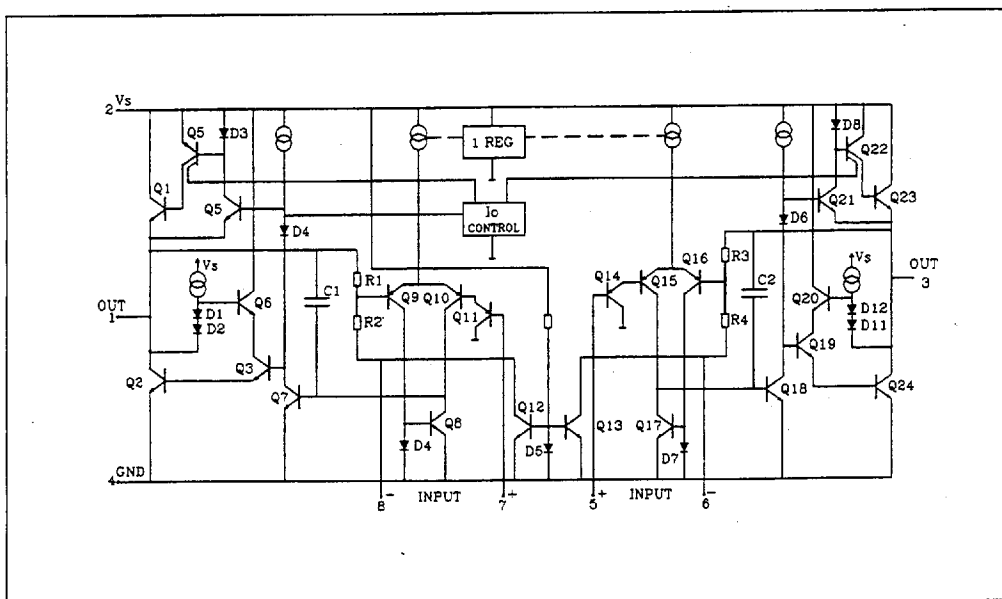 2 Vs
D3
D8
Q5
1 REG
Q22
Q1
Q5
Io
CONTROL
Q21
Q23
D4
D6
Vs
R1
Q9
Q10
Q14
Q15
Q16
R3
C2
Vs
OUT
1
Q6
C1
Q11
OUT
3
D1
D2
R2
R4
Q20
D12
D11
Q2
Q3
Q7
Q19
Q8
Q12
Q13
Q17
Q18
Q24
D4
D5
D7
4 GND
8 -
INPUT
7 +
5 +
INPUT
6 -